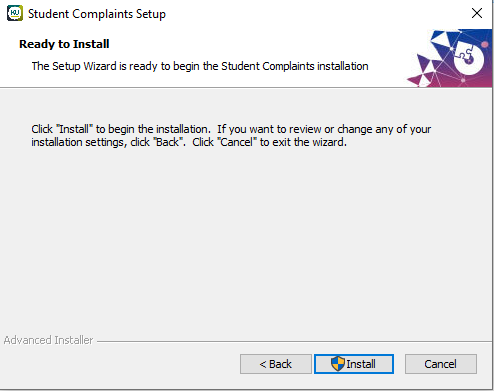 KU Student Complaints Setup
Ready to Install
The Setup Wizard is ready to begin the Student Complaints installation
Click "Install" to begin the installation. If you want to review or change any of your
installation settings, click "Back". Click "Cancel" to exit the wizard.
Advanced Installer
< Back Install Cancel